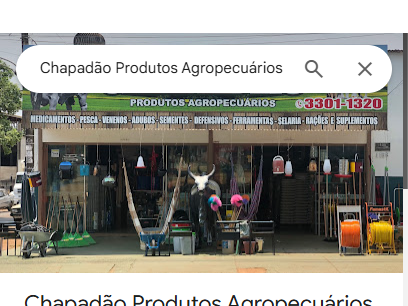 Chapadão Produtos Agropecuários
PRODUTOS AGROPECUÁRIOS
3301-1320
MEDICAMENTOS - PESCA - VENENOS - ADUBOS - SEMENTES - DEFENSIVOS - FERRAMENTAS - SELARIA - RAÇÕES E SUPLEMENTOS
Chapadão Produtos Agropecuários